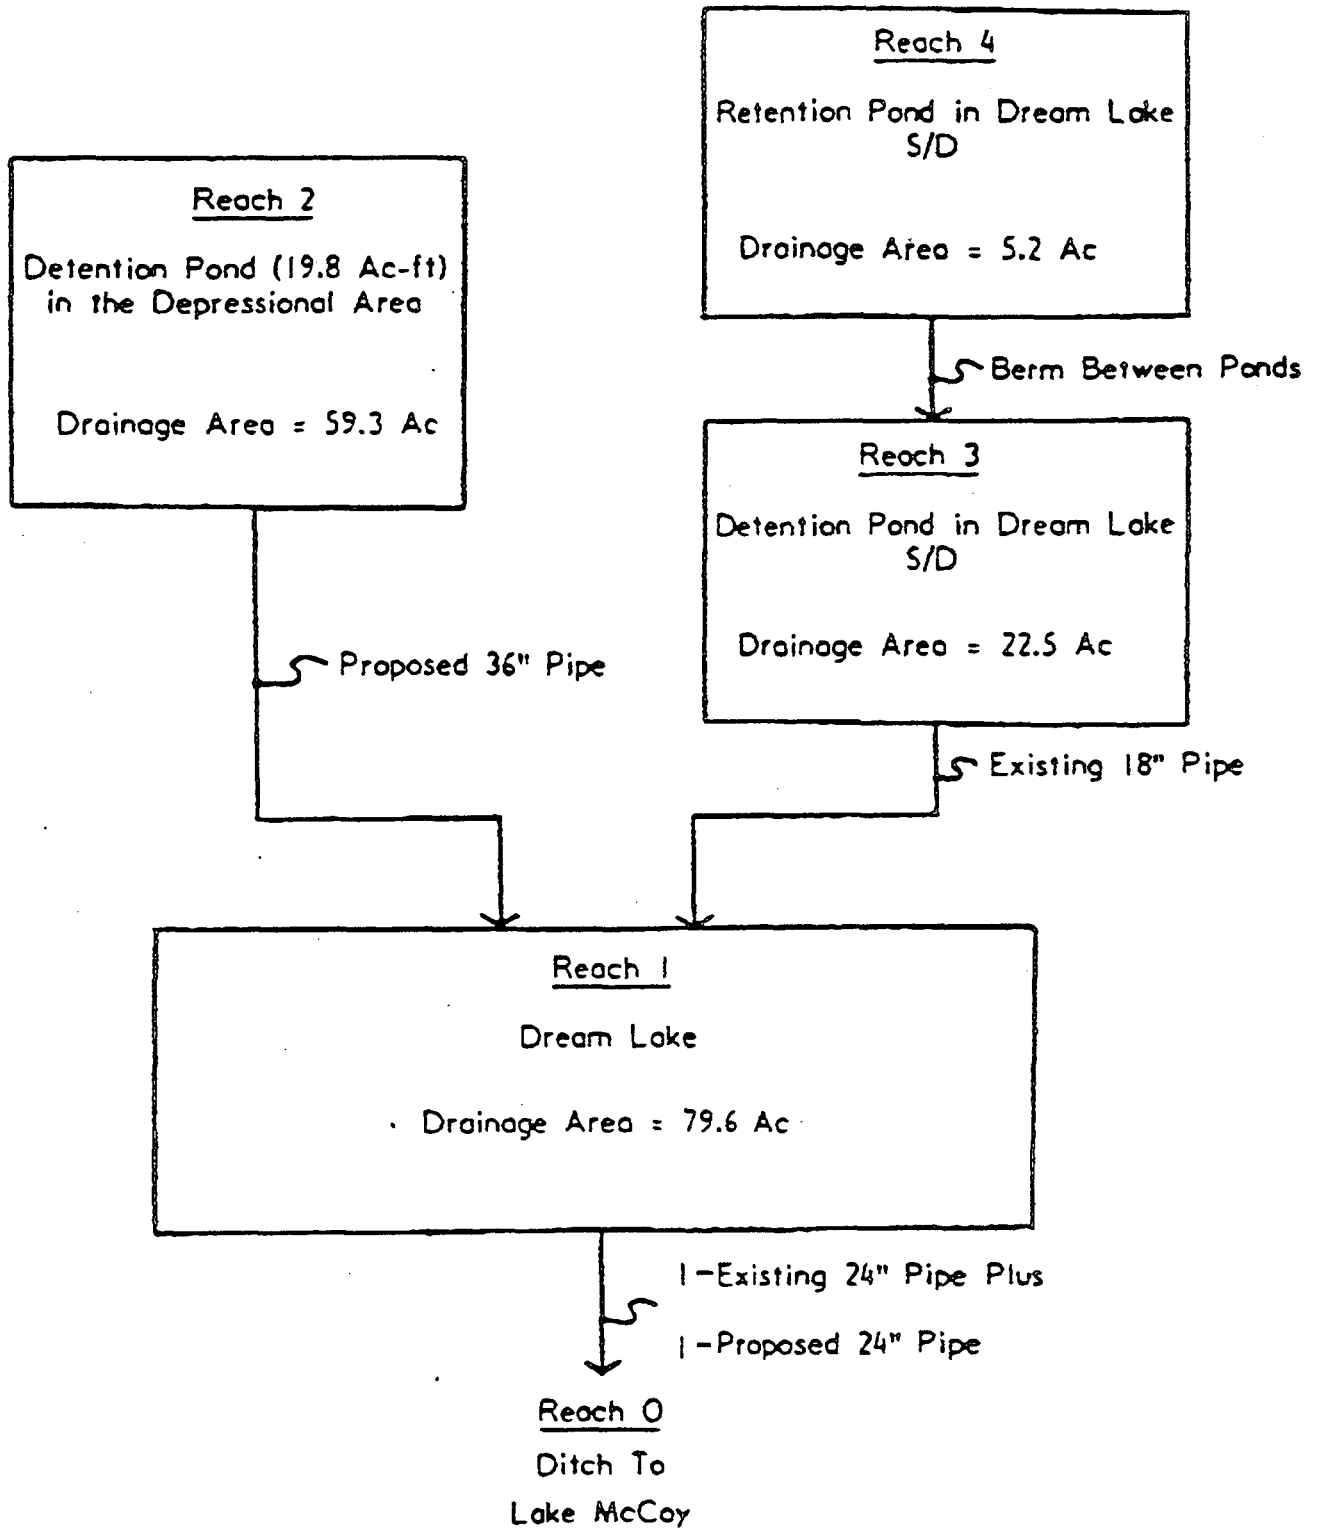 Reach 4
Retention Pond in Dream Lake
S/D
Drainage Area = 5.2 Ac
Reach 2
Detention Pond (19.8 Ac-ft)
in the Depressional Area
Drainage Area = 59.3 Ac
Berm Between Ponds
Reach 3
Detention Pond in Dream Lake
S/D
Drainage Area = 22.5 Ac
Proposed 36" Pipe
Existing 18" Pipe
Reach 1
Dream Lake
Drainage Area = 79.6 Ac
1-Existing 24" Pipe Plus
1-Proposed 24" Pipe
Reach 0
Ditch To
Lake McCoy